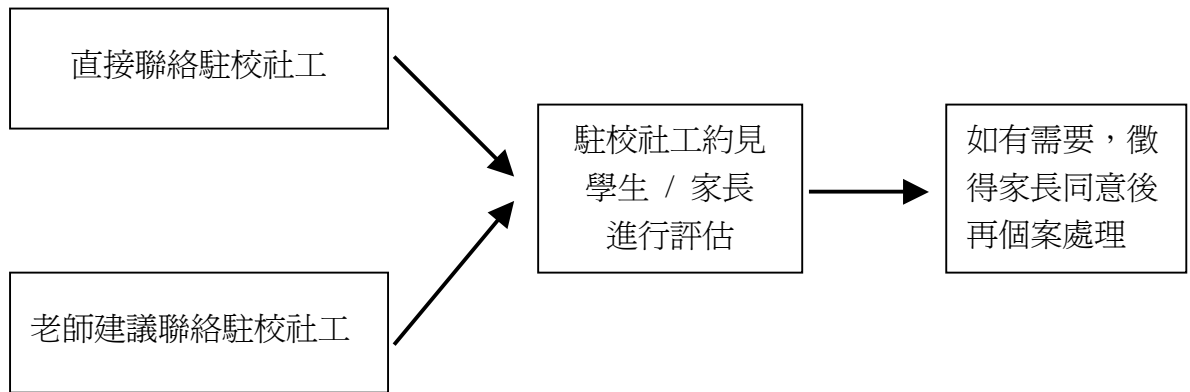 直接聯絡駐校社工
老師建議聯絡駐校社工
駐校社工約見
學生 / 家長
進行評估
如有需要，徵
得家長同意後
再個案處理